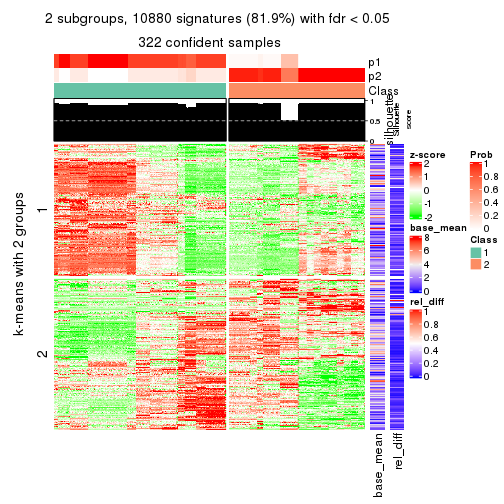 2 subgroups, 10880 signatures (81.9%) with fdr < 0.05
322 confident samples
p1
p2
Class
1
0.5
0
silhouette
Silhouette
score
k-means with 2 groups
1
2
base_mean
rel_diff
z-score
2
1
0
-1
-2
base_mean
8
6
4
2
0
rel_diff
1
0.8
0.6
0.4
0.2
0
Prob
1
0.8
0.6
0.4
0.2
0
Class
1
2